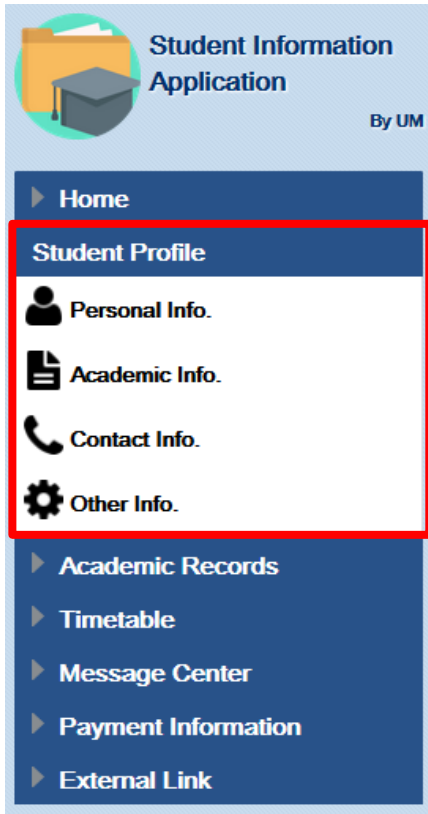 Student Information
Application
By UM
Home
Student Profile
Personal Info.
Academic Info.
Contact Info.
Other Info.
Academic Records
Timetable
Message Center
Payment Information
External Link